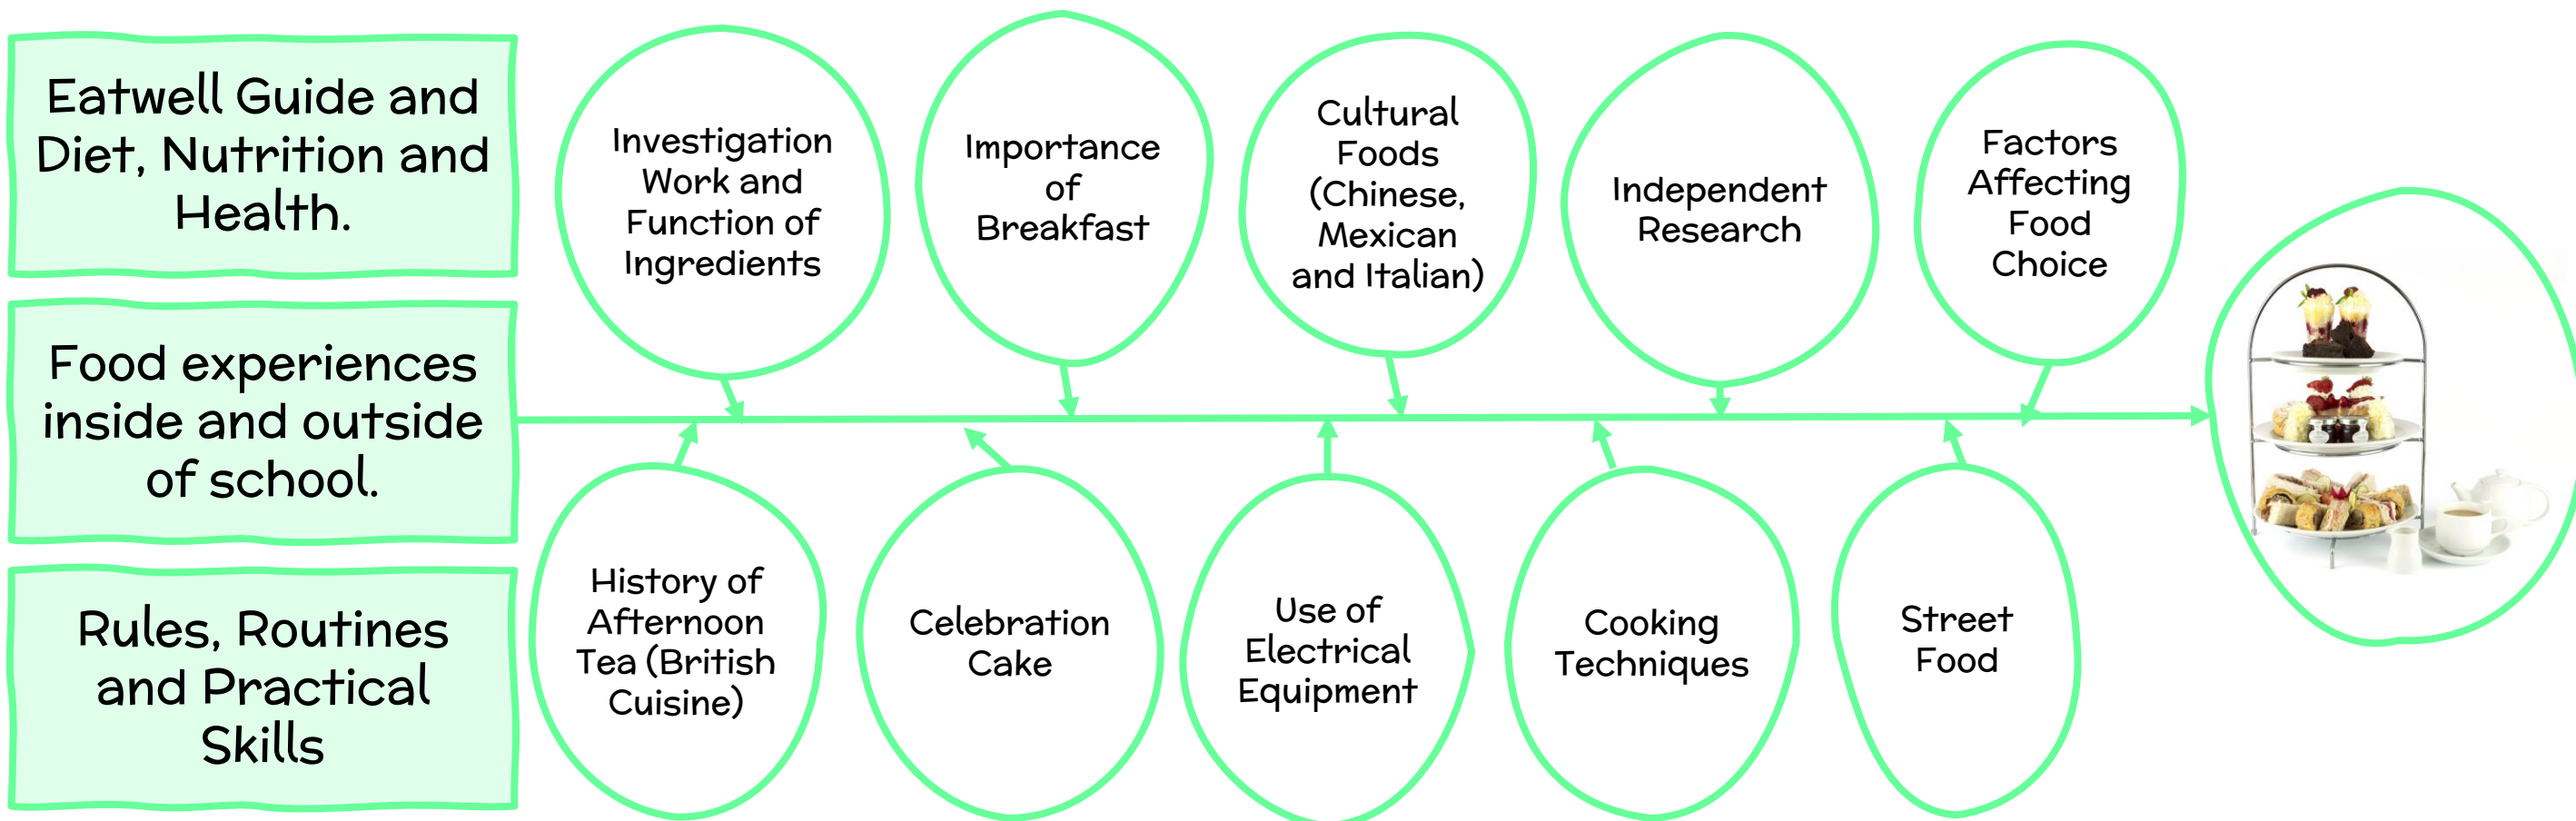 Eatwell Guide and
Diet, Nutrition and
Health.
Food experiences
inside and outside
of school.
Rules, Routines
and Practical
Skills
Investigation
Work and
Function of
Ingredients
Importance
of
Breakfast
Cultural
Foods
(Chinese,
Mexican
and Italian)
Independent
Research
Factors
Affecting
Food
Choice
History of
Afternoon
Tea (British
Cuisine)
Celebration
Cake
Use of
Electrical
Equipment
Cooking
Techniques
Street
Food